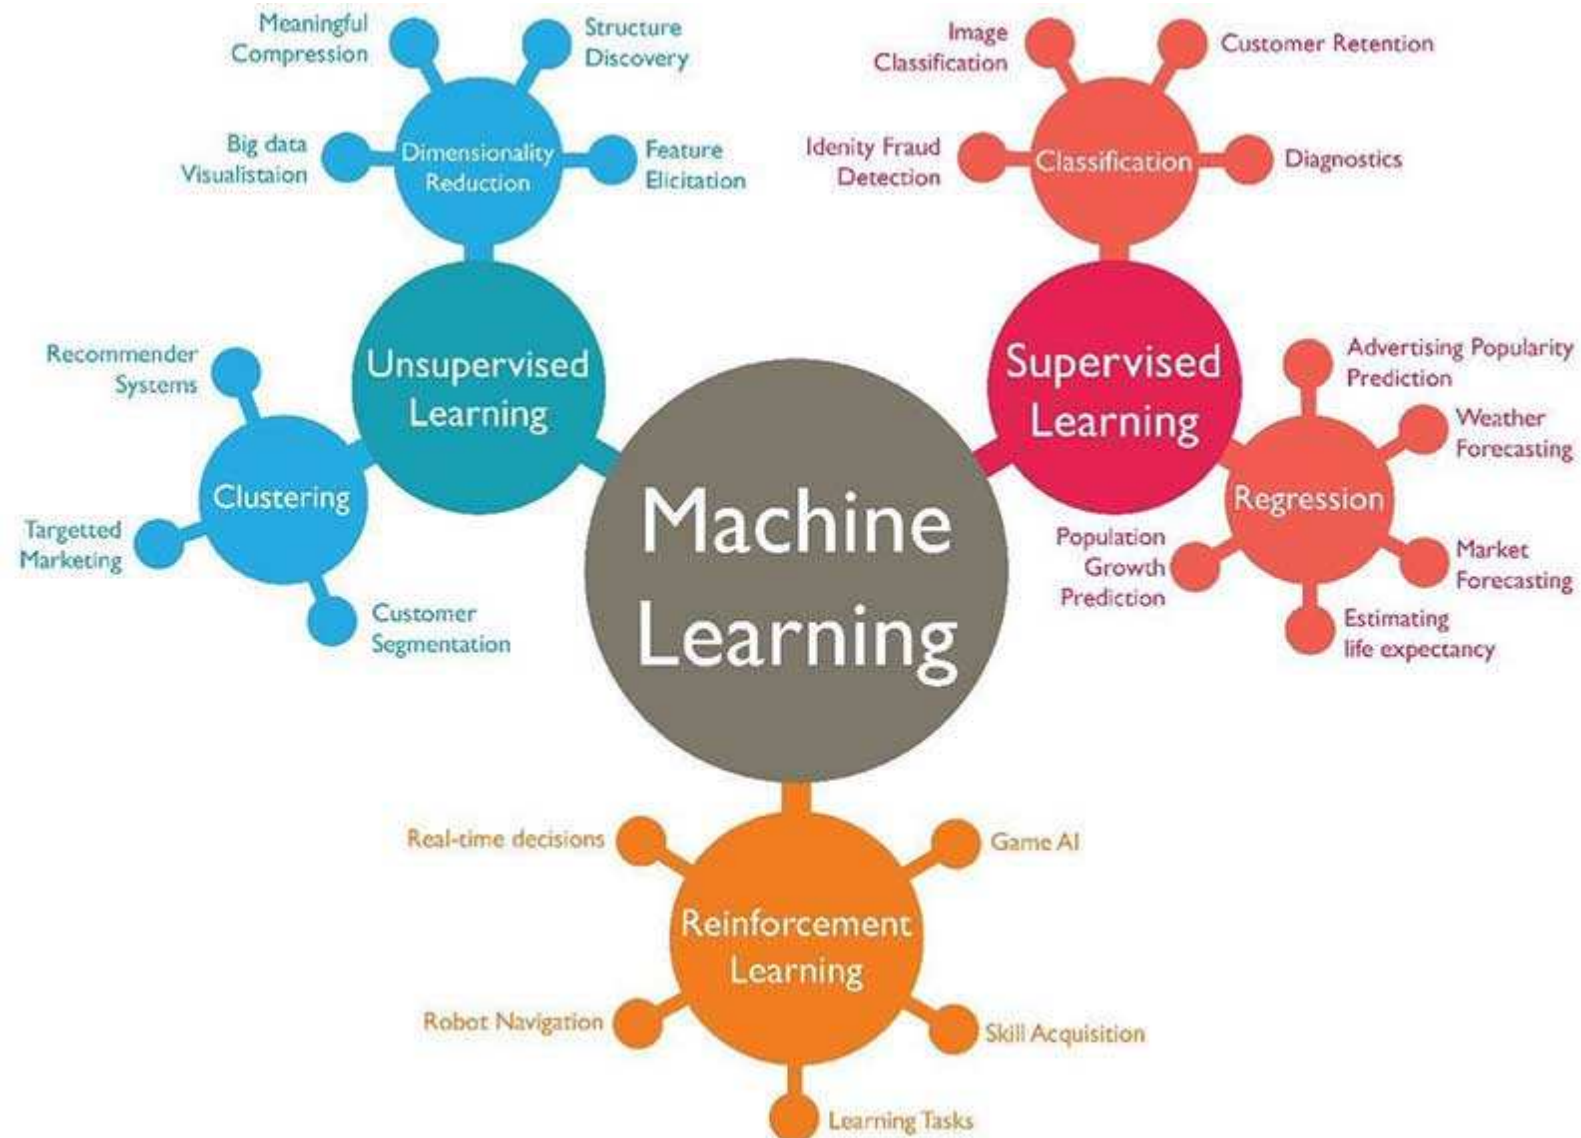 Meaningful
Compression
Structure
Discovery
Big data
Visualistaion
Dimensionality
Reduction
Feature
Elicitation
Image
Classification
Customer Retention
Idenity Fraud
Detection
Classification
Diagnostics
Unsupervised
Learning
Recommender
Systems
Clustering
Targetted
Marketing
Customer
Segmentation
Supervised
Learning
Advertising Popularity
Prediction
Weather
Forecasting
Regression
Population
Growth
Prediction
Market
Forecasting
Estimating
life expectancy
Machine
Learning
Real-time decisions
Game AI
Reinforcement
Learning
Robot Navigation
Skill Acquisition
Learning Tasks